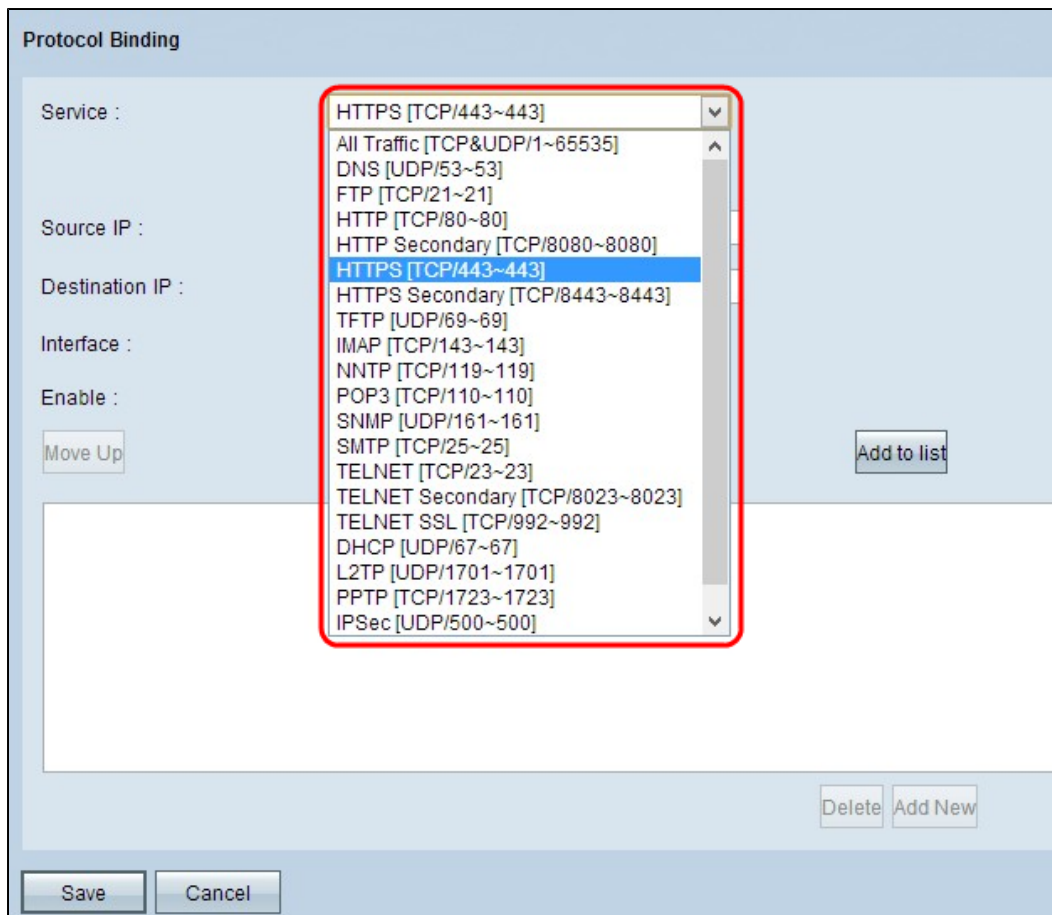 Protocol Binding
Service :
HTTPS [TCP/443~443]
All Traffic [TCP&UDP/1~65535]
DNS [UDP/53~53]
FTP [TCP/21~21]
HTTP [TCP/80~80]
HTTP Secondary [TCP/8080~8080]
HTTPS [TCP/443~443]
HTTPS Secondary [TCP/8443~8443]
TFTP [UDP/69~69]
IMAP [TCP/143~143]
NNTP [TCP/119~119]
POP3 [TCP/110~110]
SNMP [UDP/161~161]
SMTP [TCP/25~25]
TELNET [TCP/23~23]
TELNET Secondary [TCP/8023~8023]
TELNET SSL [TCP/992~992]
DHCP [UDP/67~67]
L2TP [UDP/1701~1701]
PPTP [TCP/1723~1723]
IPSec [UDP/500~500]
Source IP :
Destination IP :
Interface :
Enable :
Move Up
Add to list
Delete
Add New
Save
Cancel